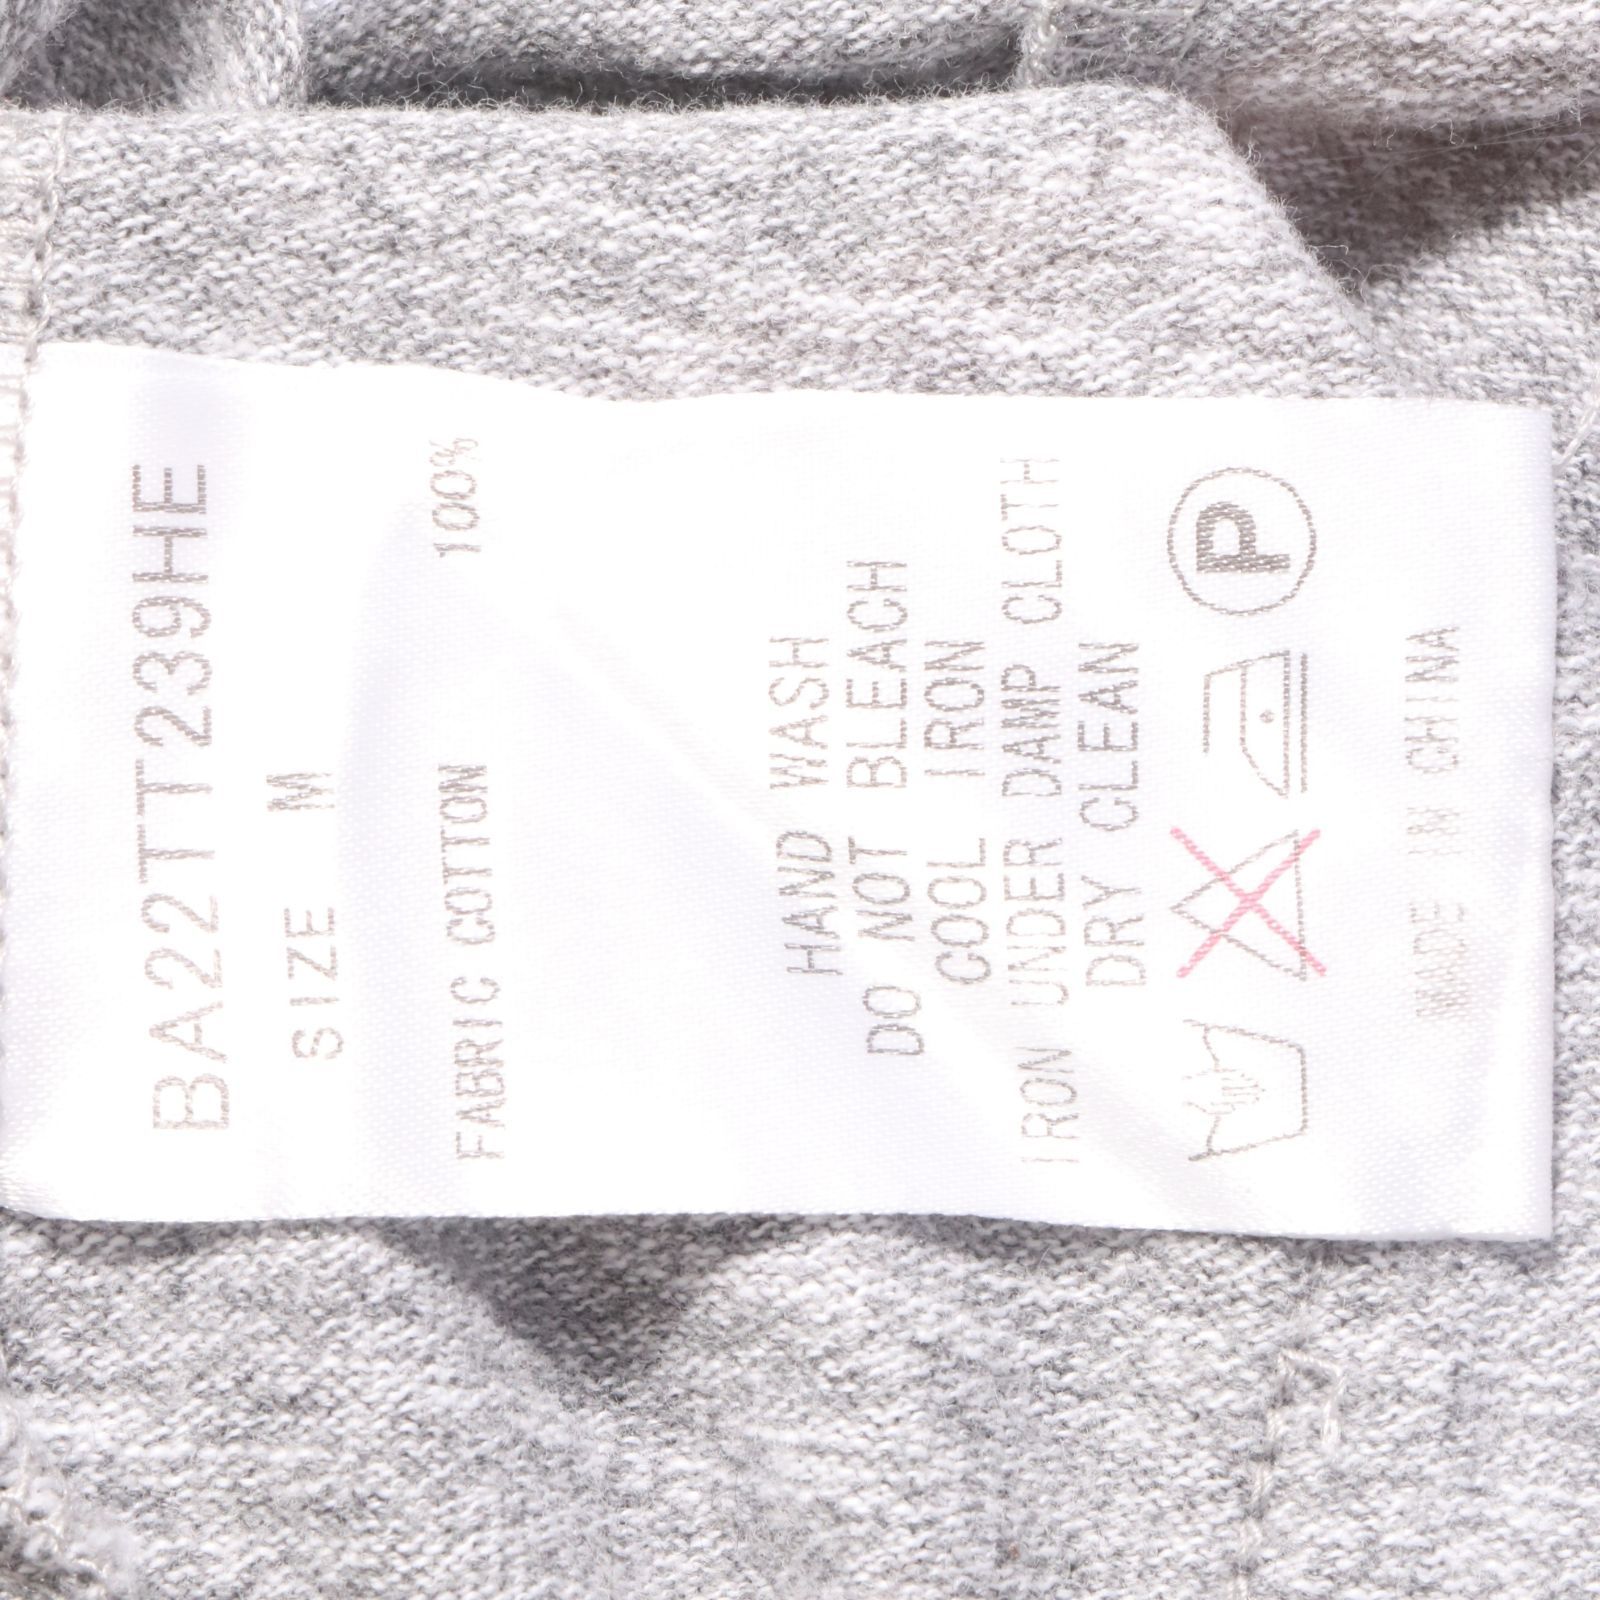 BA22TT239HE
SIZE M
FABRIC COTTON 100%
HAND WASH
DO NOT BLEACH
COOL IRON
IRON UNDER DAMP CLOTH
DRY CLEAN
P
MADE IN CHINA